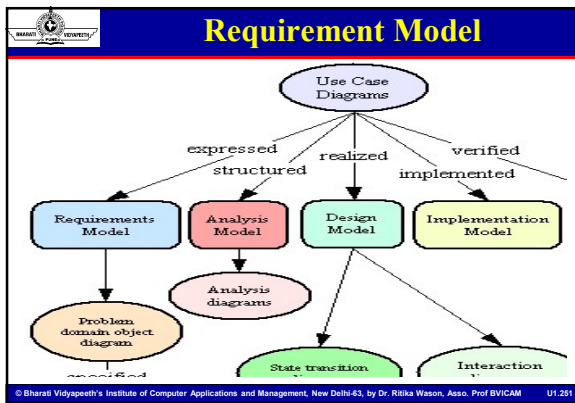 Requirement Model
BHARATI
VIDYAPEETH
PUNE
Use Case
Diagrams
expressed
structured
realized
implemented
verified
Requirements
Model
Analysis
Model
Design
Model
Implementation
Model
Analysis
diagrams
Problem
domain object
diagram
specified
State transition
Interaction
© Bharati Vidyapeeth's Institute of Computer Applications and Management, New Delhi-63, by Dr. Ritika Wason, Asso. Prof BVICAM U1.251